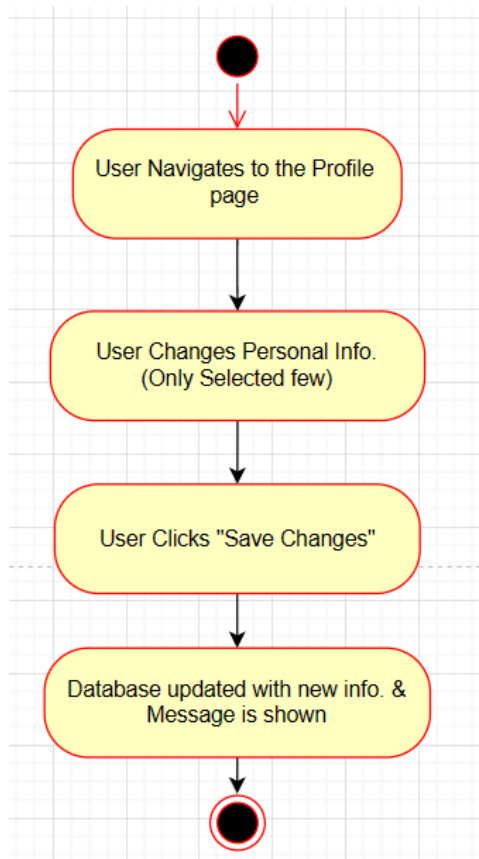 User Navigates to the Profile
page
User Changes Personal Info.
(Only Selected few)
User Clicks "Save Changes"
Database updated with new info. &
Message is shown